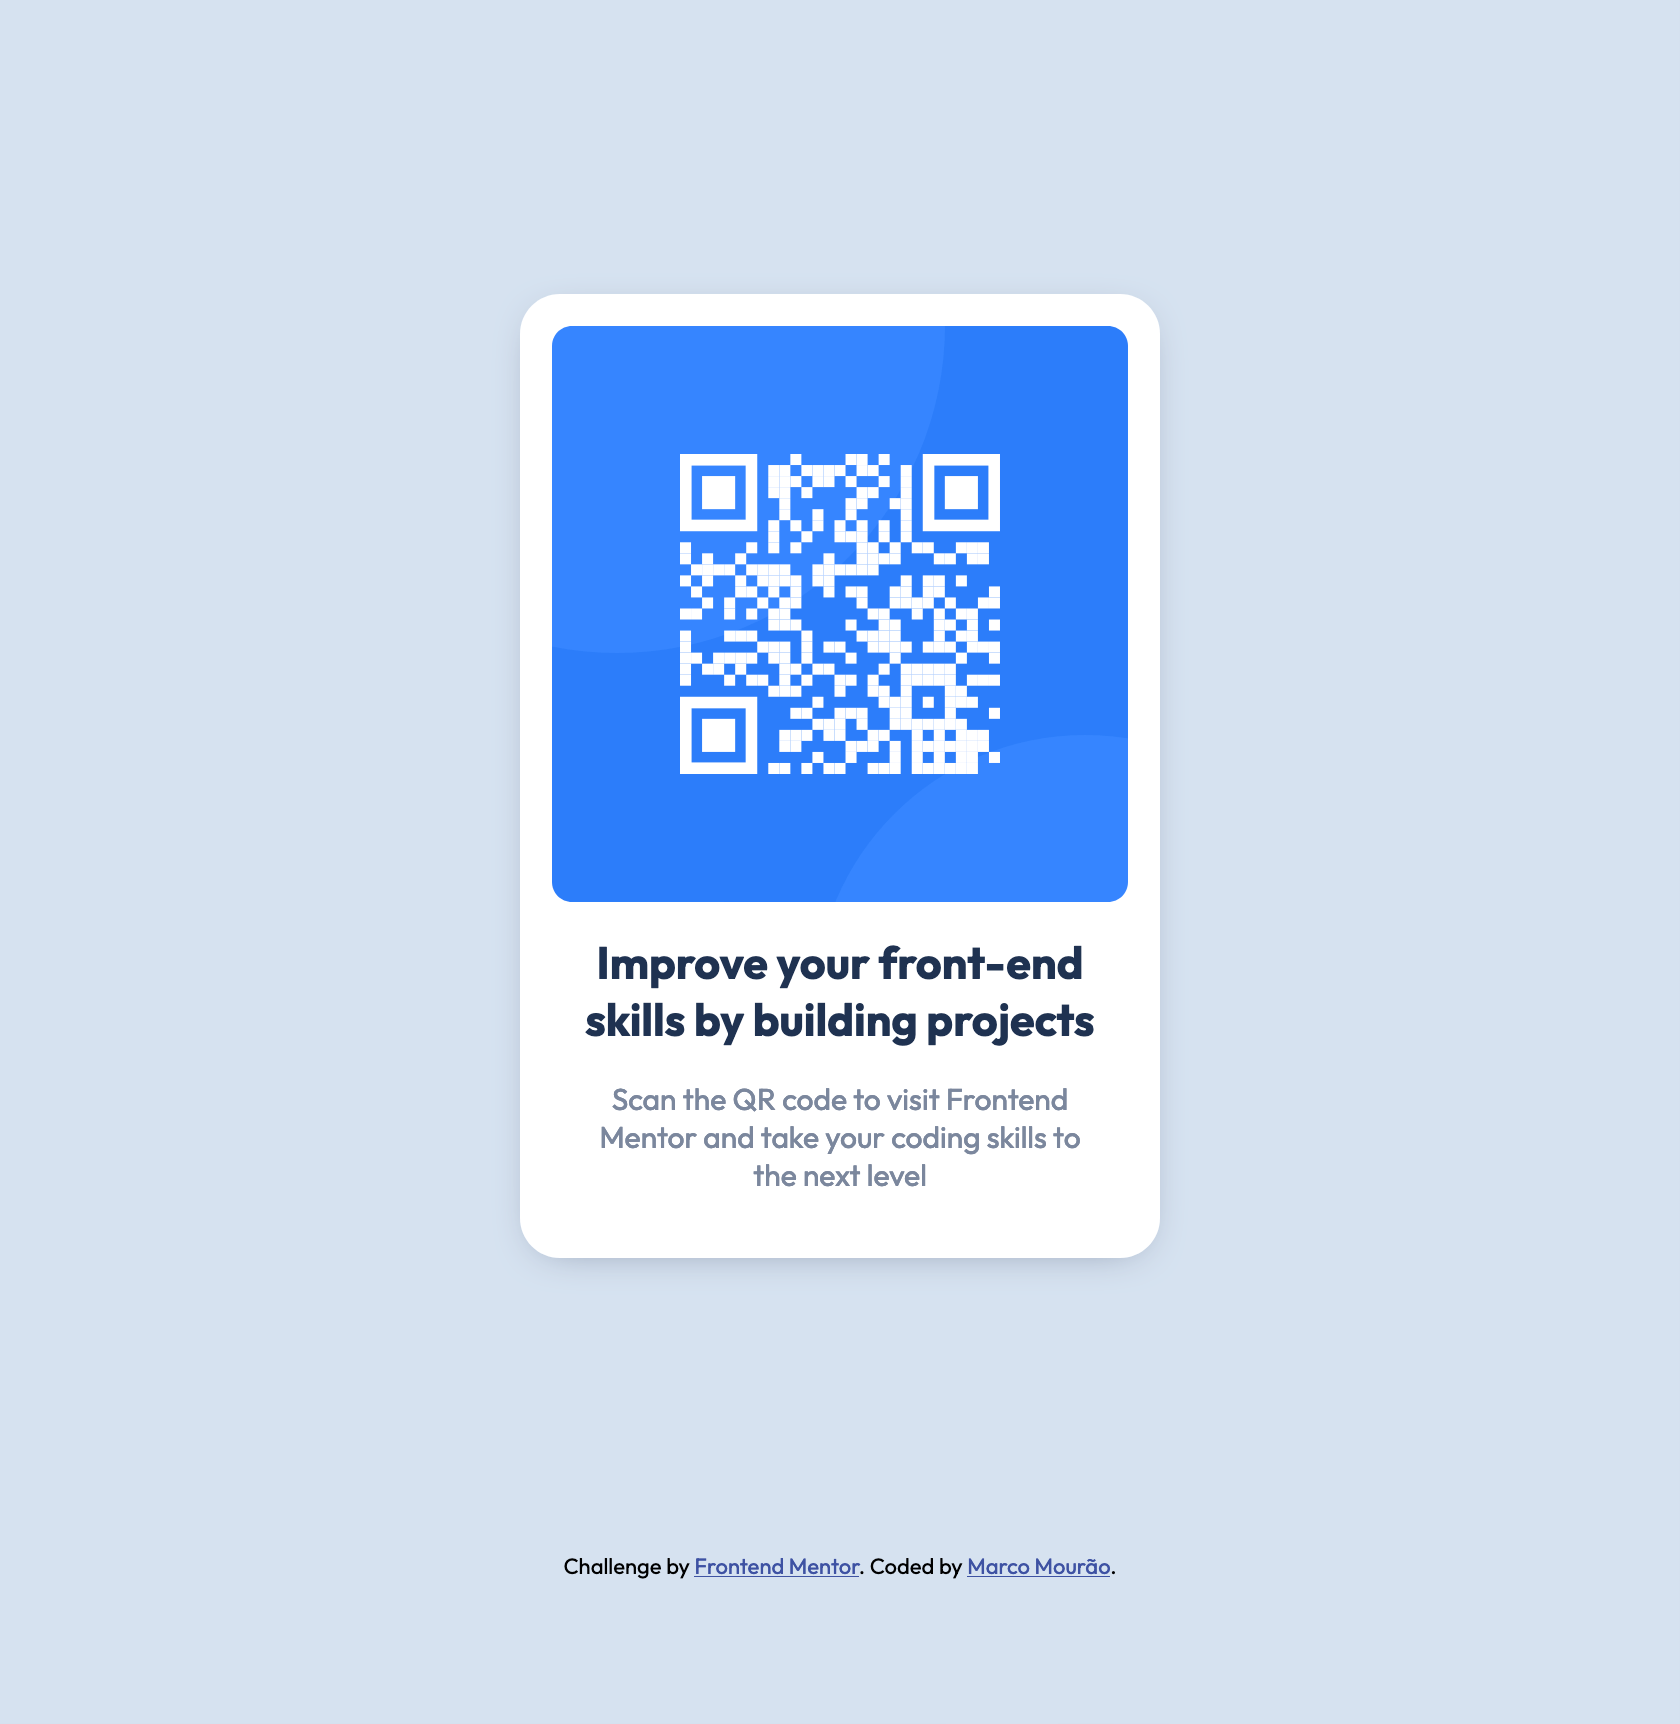 Improve your front-end
skills by building projects
Scan the QR code to visit Frontend
Mentor and take your coding skills to
the next level
Challenge by Frontend Mentor. Coded by Marco Mourão.